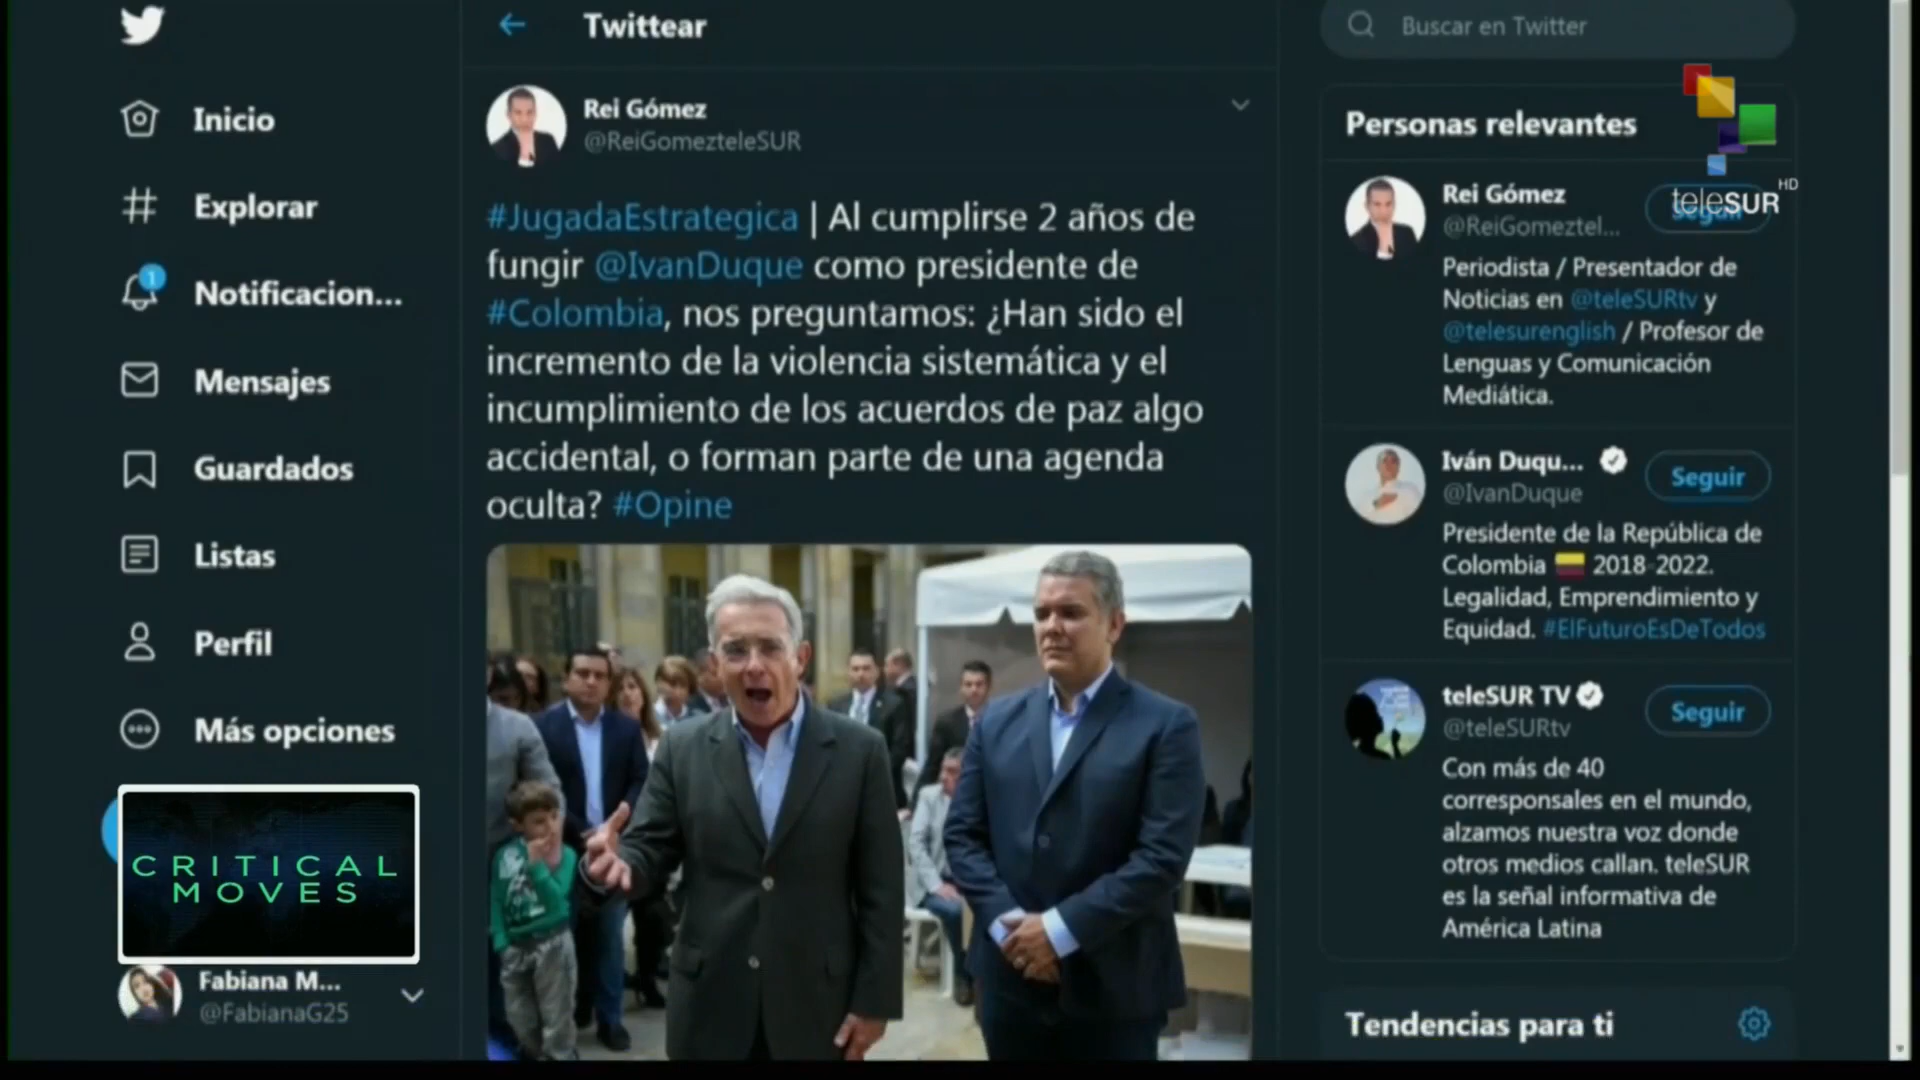 Inicio
Explorar
1
Notificacion...
Mensajes
Guardados
Listas
Perfil
Más opciones
CRITICAL
MOVES
Fabiana M...
@FabianaG25
Twittear
Rei Gómez
@ReiGomezteleSUR
#JugadaEstrategica | Al cumplirse 2 años de
fungir @IvanDuque como presidente de
#Colombia, nos preguntamos: ¿Han sido el
incremento de la violencia sistemática y el
incumplimiento de los acuerdos de paz algo
accidental, o forman parte de una agenda
oculta? #Opine
Buscar en Twitter
Personas relevantes
teleSUR HD
Rei Gómez
@ReiGomeztel...
Seguir
Periodista / Presentador de
Noticias en @teleSURtv y
@telesurenglish / Profesor de
Lenguas y Comunicación
Mediática.
Iván Duqu...
@IvanDuque
Seguir
Presidente de la República de
Colombia 2018-2022.
Legalidad, Emprendimiento y
Equidad. #ElFuturoEsDeTodos
teleSUR TV
@teleSURtv
Seguir
Con más de 40
corresponsales en el mundo,
alzamos nuestra voz donde
otros medios callan. teleSUR
es la señal informativa de
América Latina
Tendencias para ti